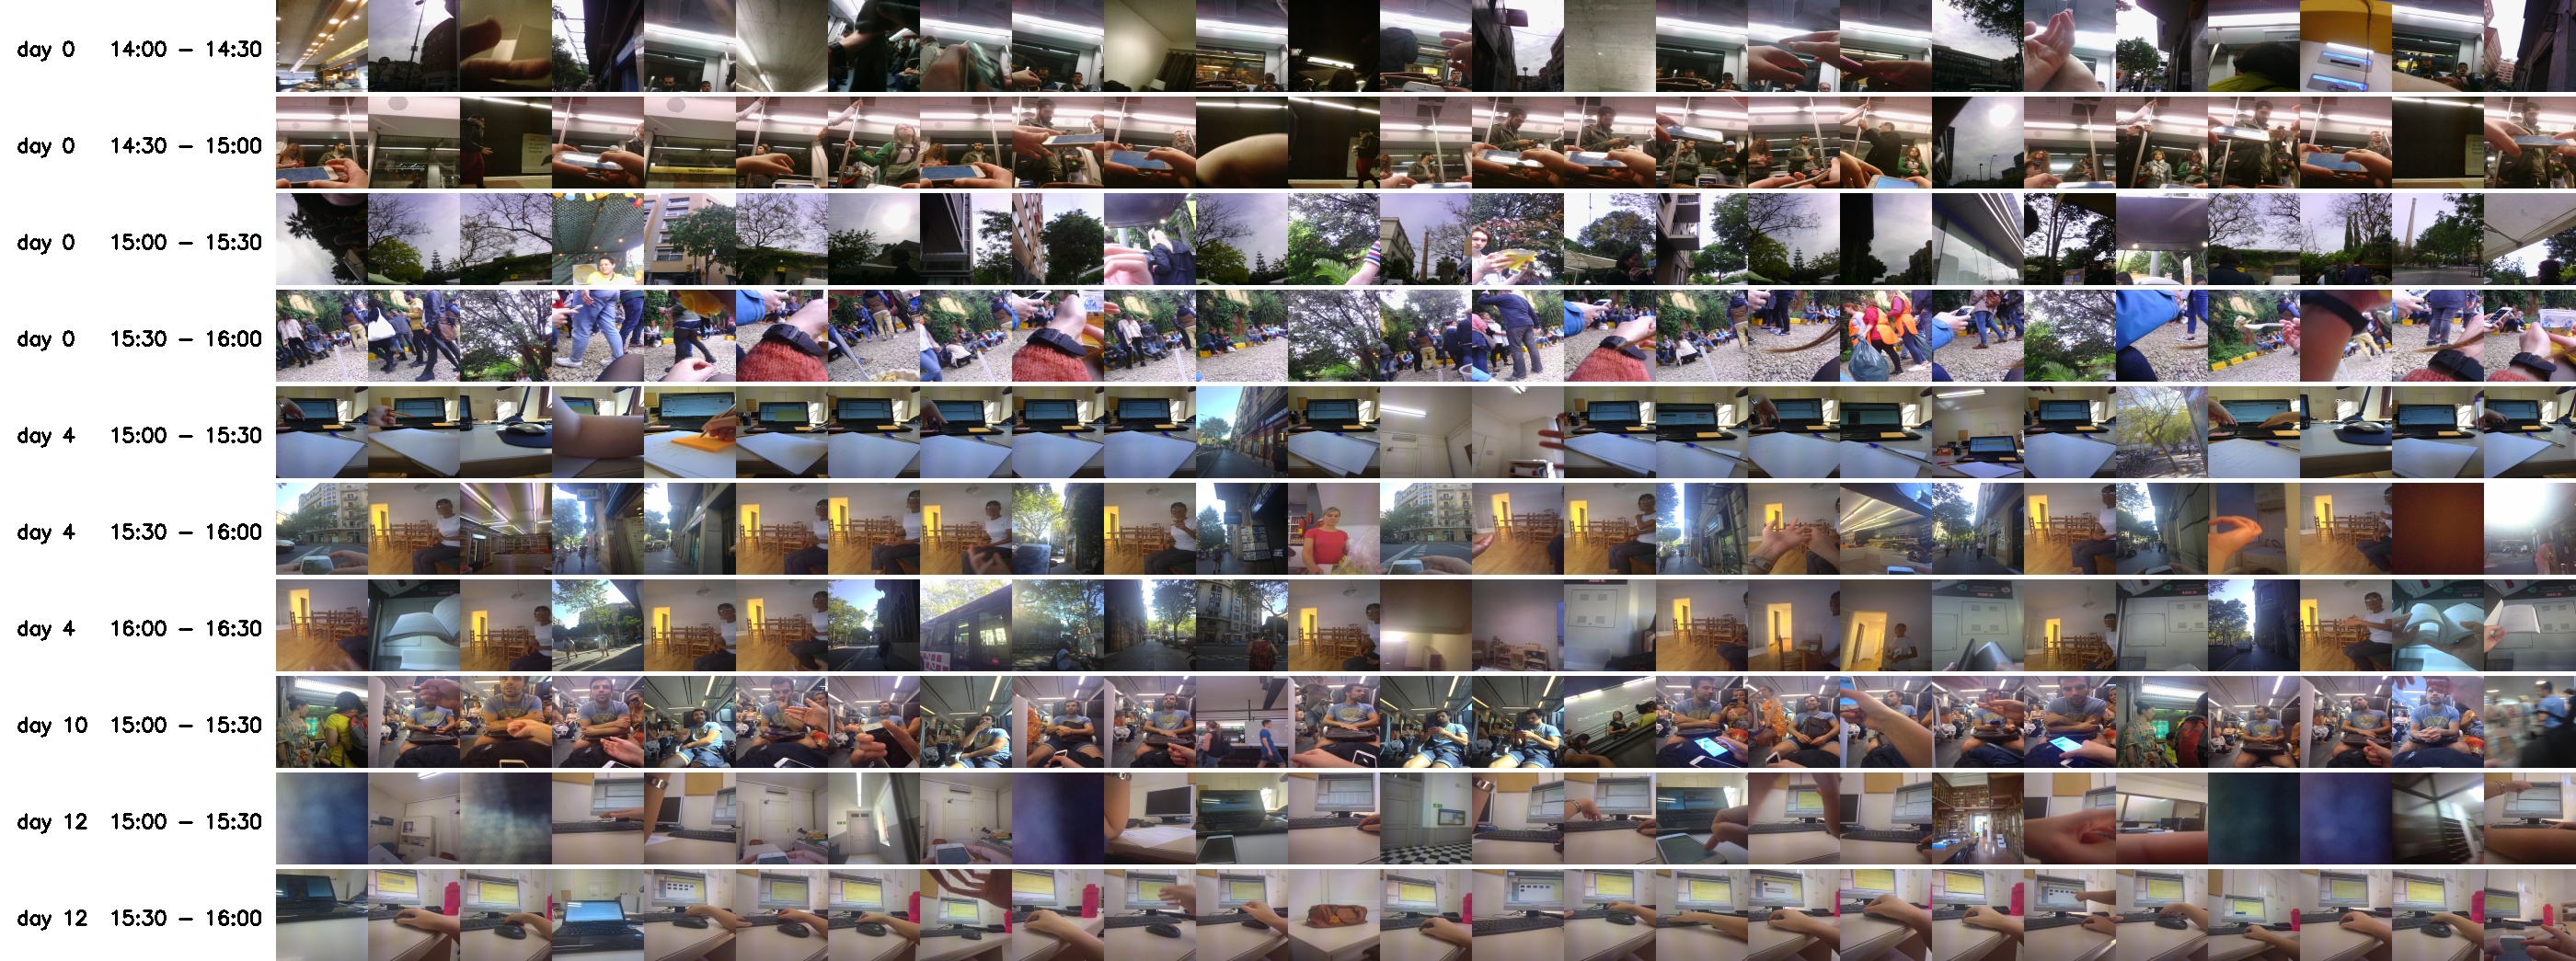 day 0 14:00 - 14:30
day 0 14:30 - 15:00
day 0 15:00 - 15:30
day 0 15:30 - 16:00
day 4 15:00 - 15:30
day 4 15:30 - 16:00
day 4 16:00 - 16:30
day 10 15:00 - 15:30
day 12 15:00 - 15:30
day 12 15:30 - 16:00